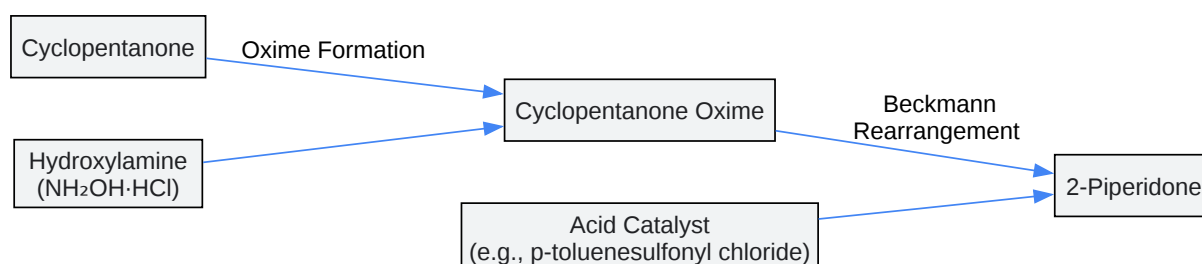 Cyclopentanone
Oxime Formation
Hydroxylamine
(NH₂OH·HCl)
Cyclopentanone Oxime
Beckmann
Rearrangement
Acid Catalyst
(e.g., p-toluenesulfonyl chloride)
2-Piperidone